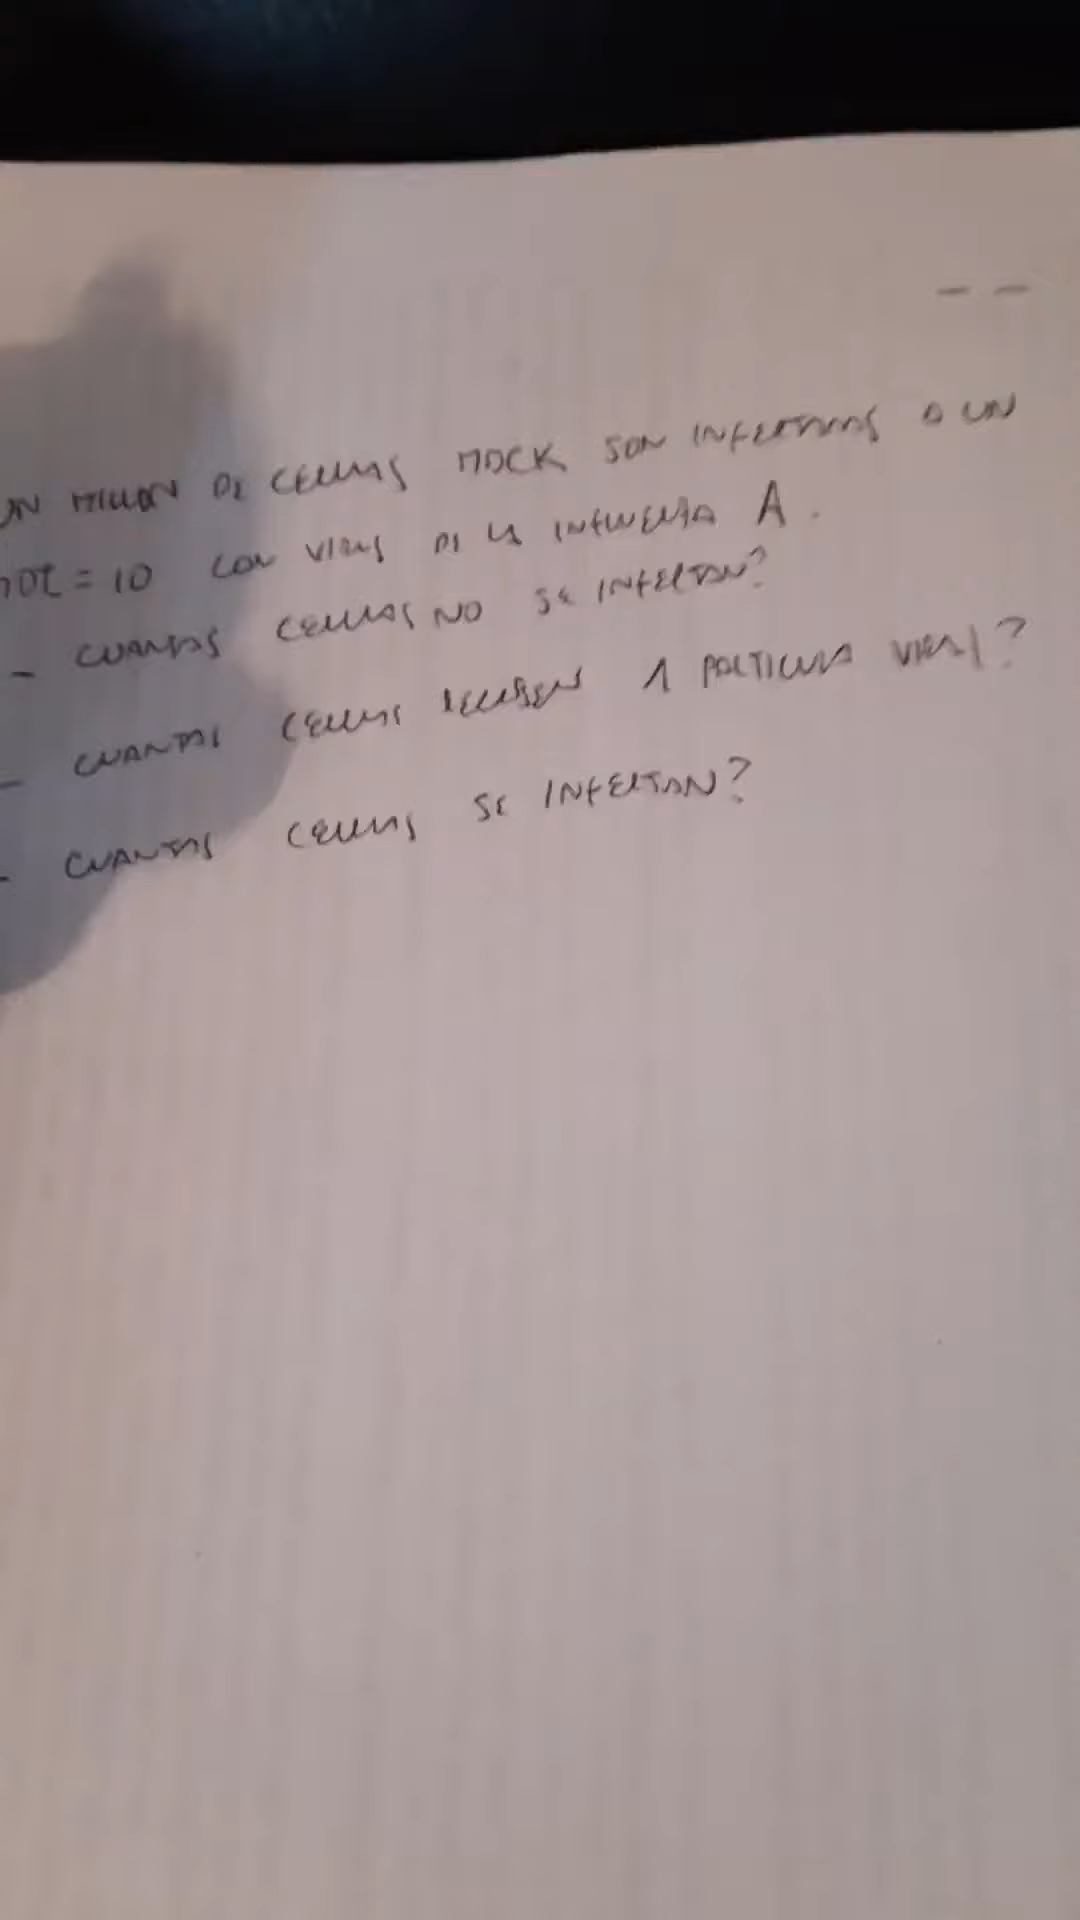 UN MILLON DE CELULAS MDCK SON INFECTADAS A UN
MOI = 10 CON VIRUS DE LA INFLUENZA A.
- CUANTAS CELULAS NO SE INFECTAN?
- CUANTAS CELULAS RECIBEN 1 PARTICULA VIRAL?
- CUANTAS CELULAS SE INFECTAN?